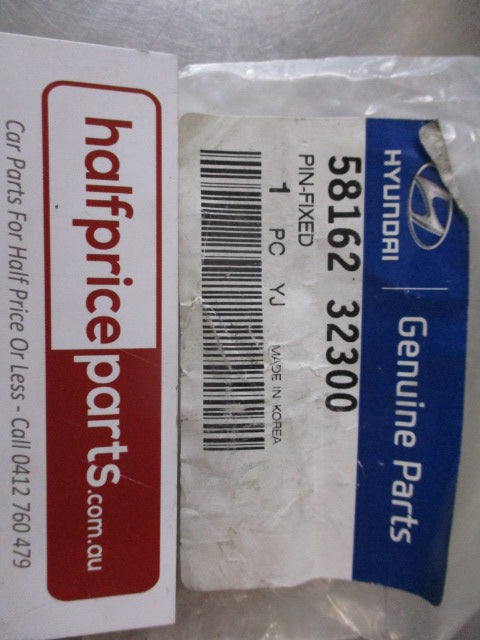 HYUNDAI | Genuine Parts
58162 32300
PIN-FIXED
1 PC YJ MADE IN KOREA
halfpriceparts.com.au
Car Parts For Half Price Or Less - Call 0412 760 479